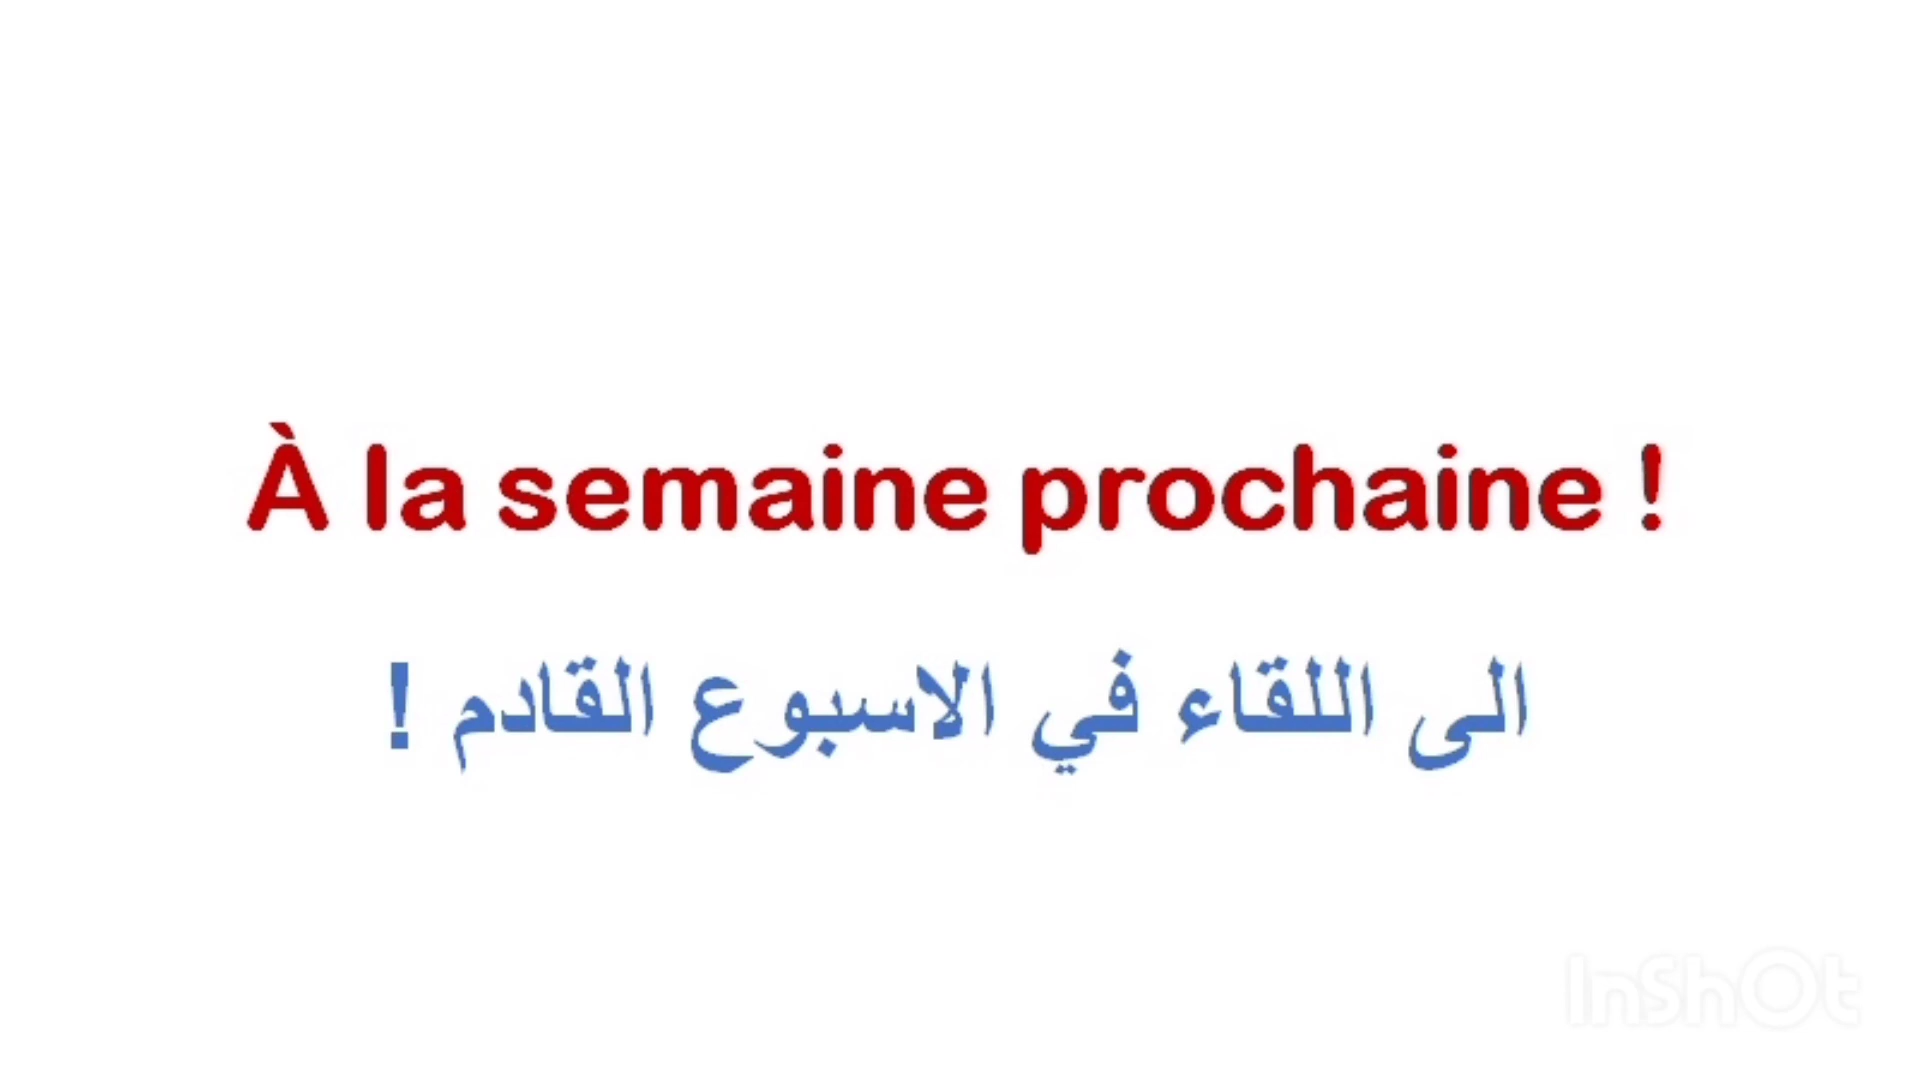 À la semaine prochaine !
الى اللقاء في الاسبوع القادم !
InShOt